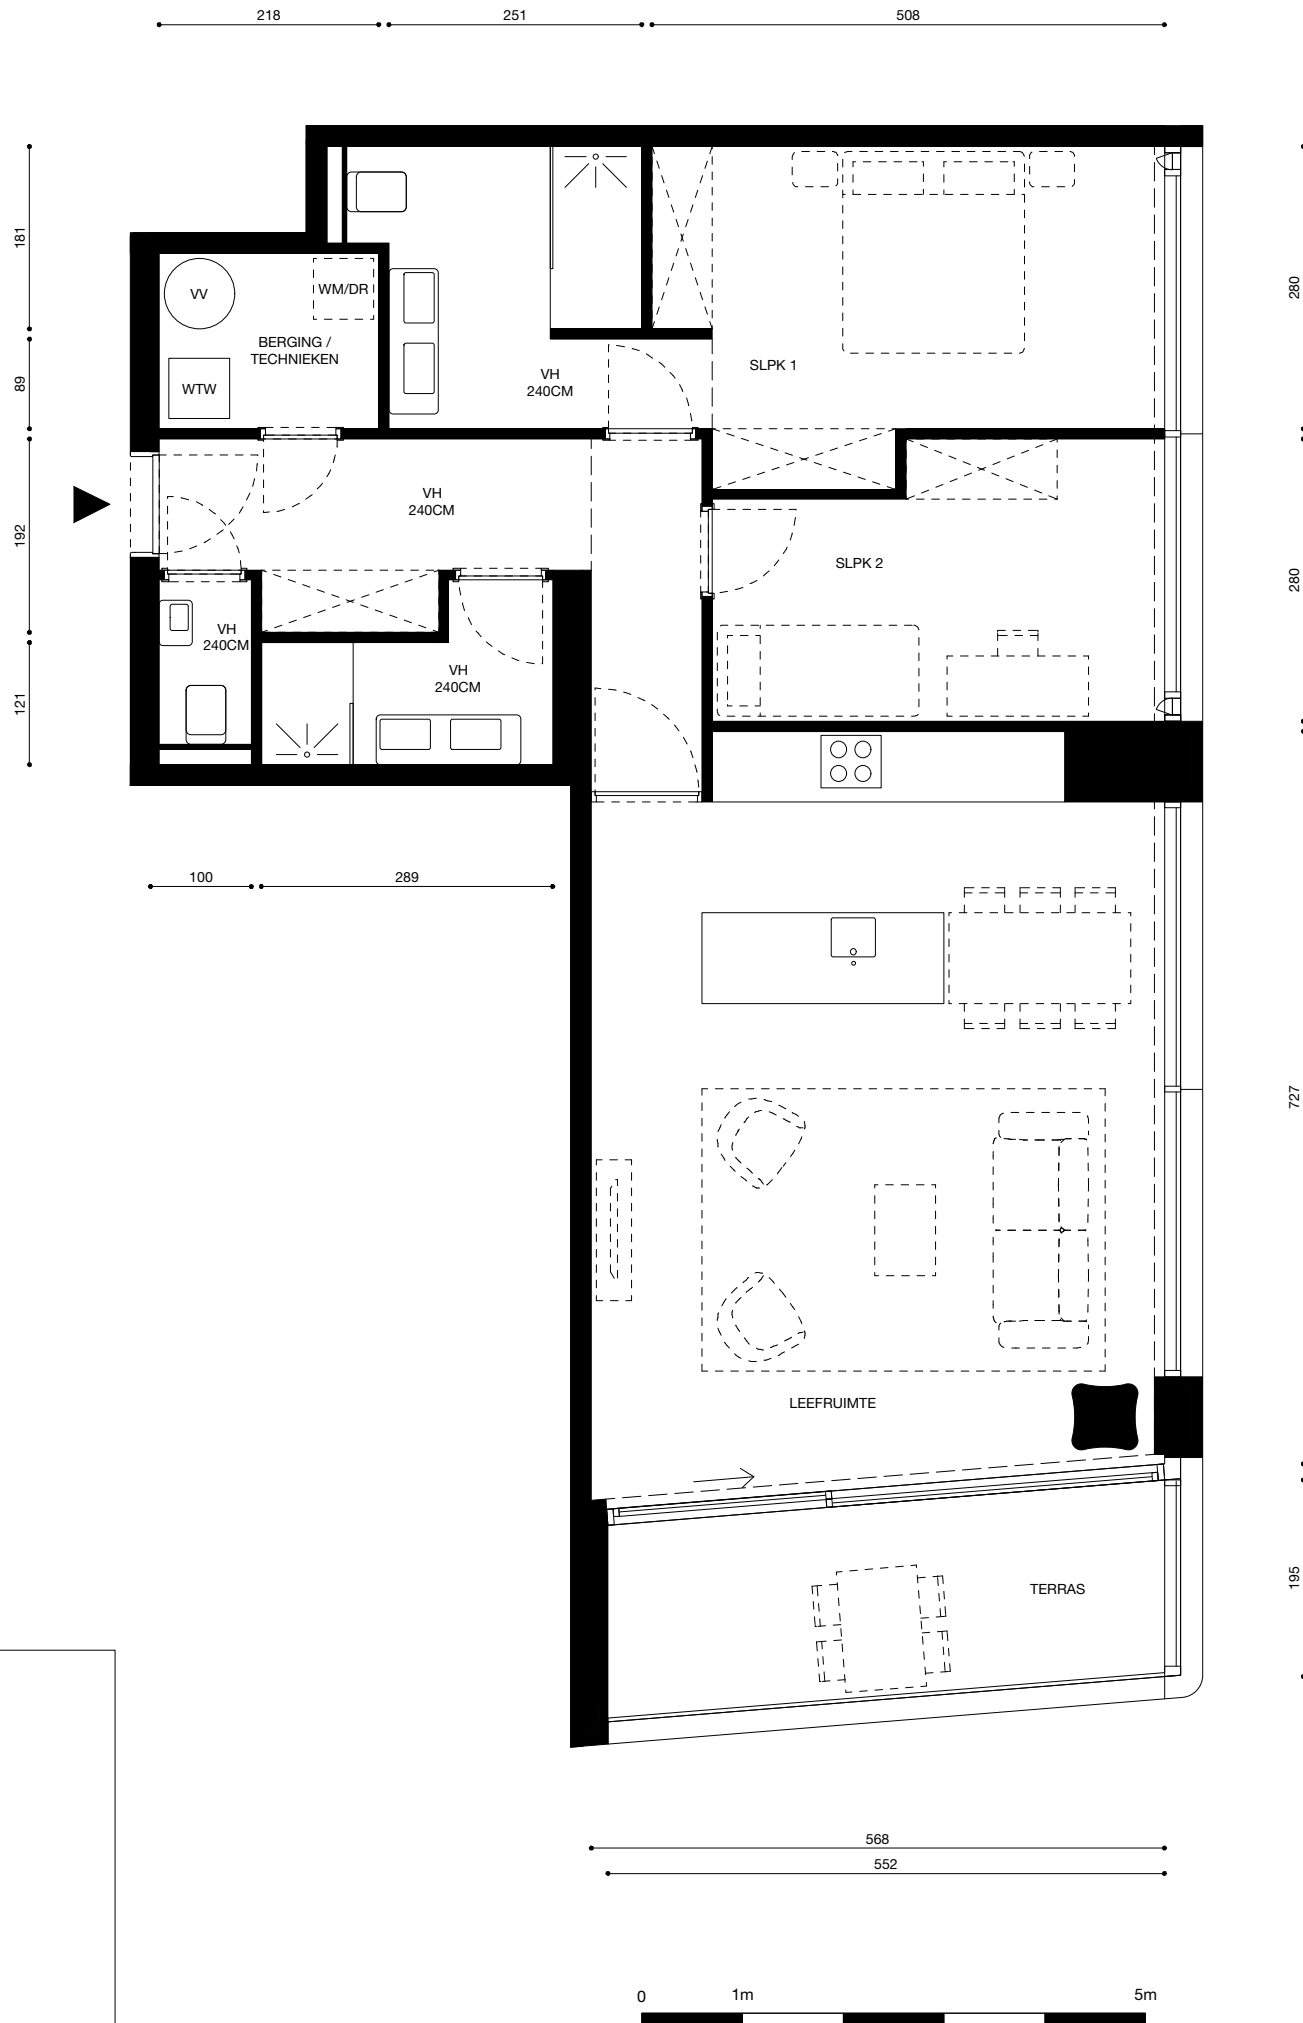 218
251
508
181
89
192
121
280
280
727
195
VV
WM/DR
BERGING /
TECHNIEKEN
WTW
VH
240CM
SLPK 1
VH
240CM
SLPK 2
VH
240CM
VH
240CM
100
289
LEEFRUIMTE
TERRAS
568
552
0
1m
5m